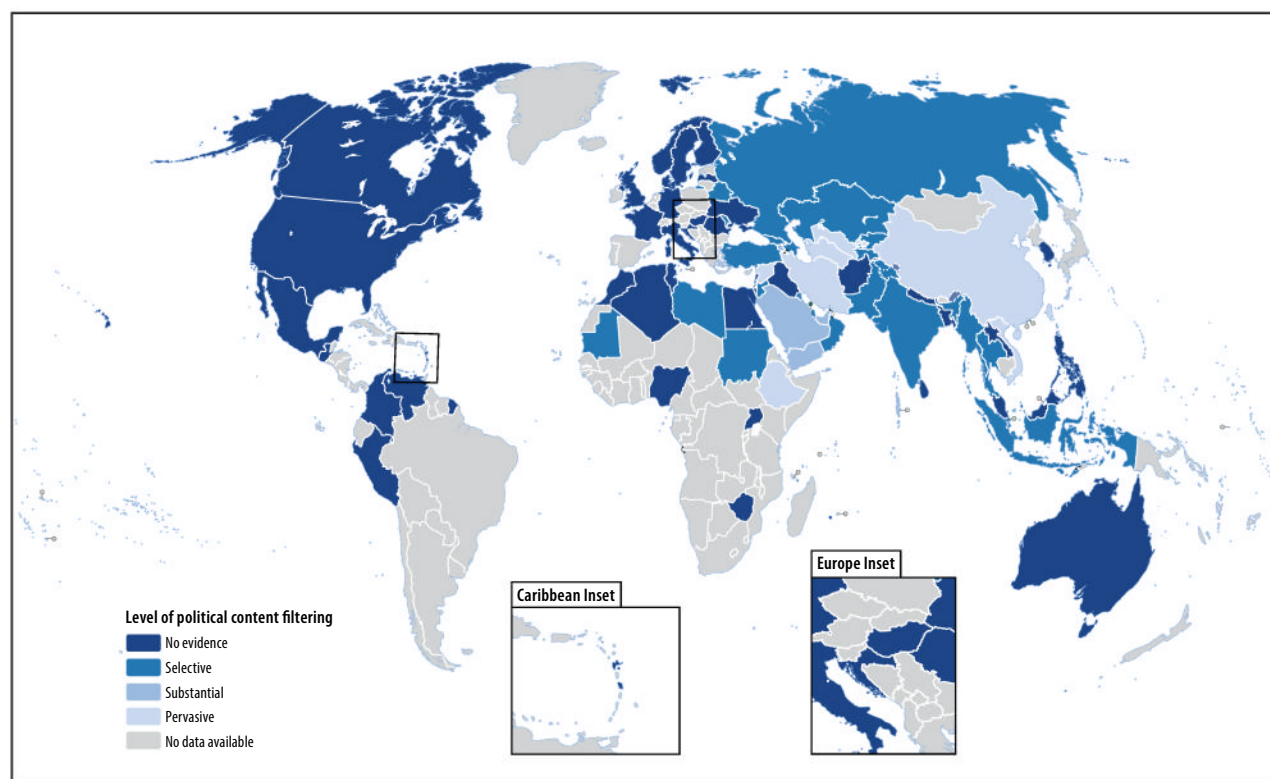 Caribbean Inset
Europe Inset
Level of political content filtering
No evidence
Selective
Substantial
Pervasive
No data available